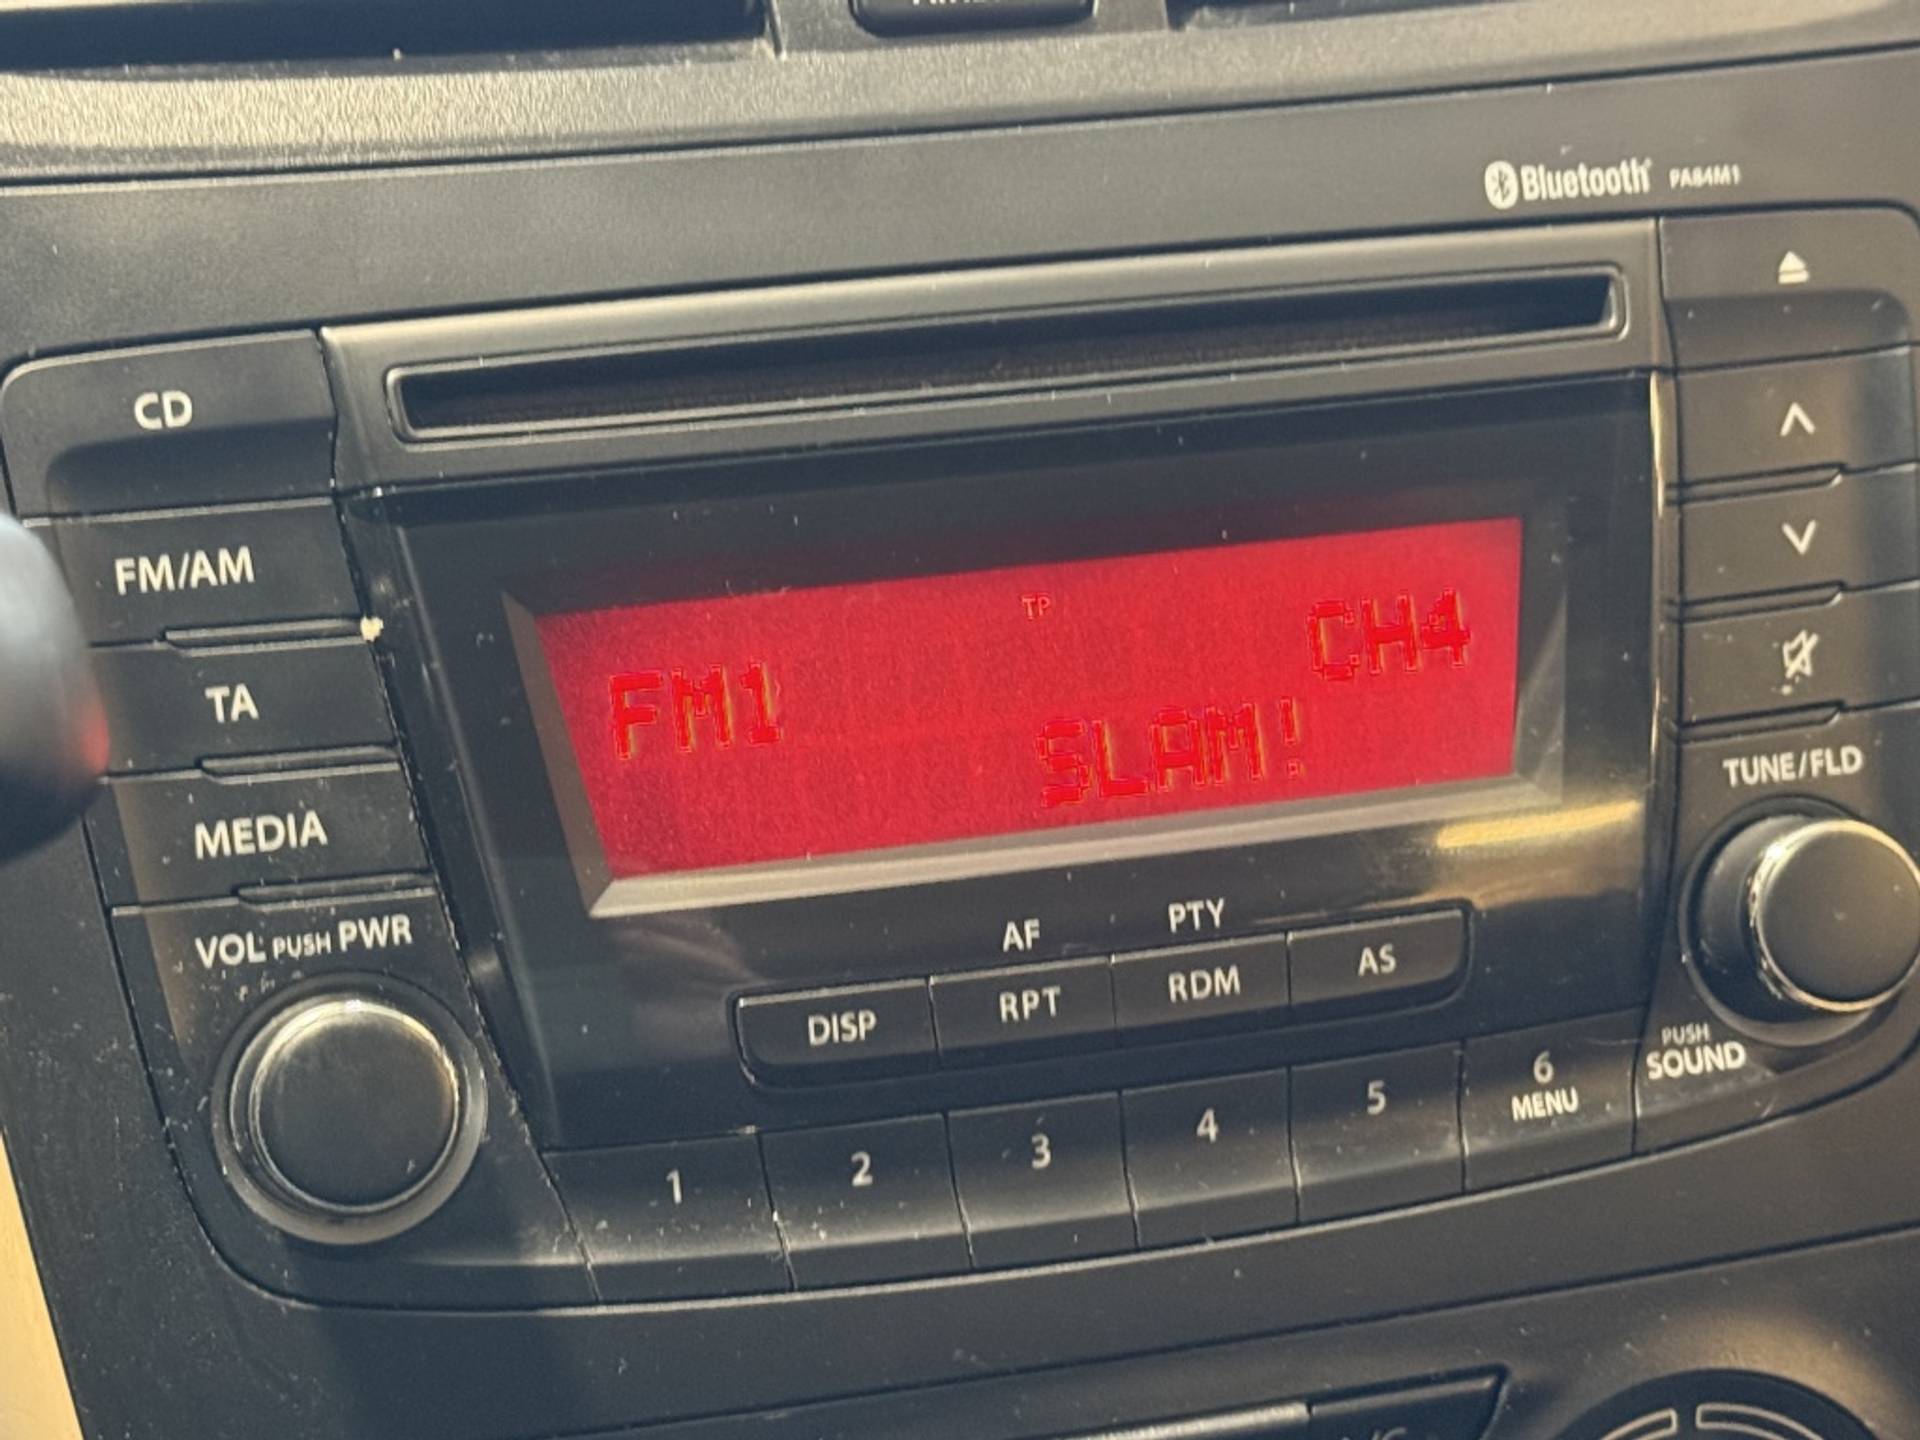 Bluetooth PA84M1
CD
FM/AM
TA
MEDIA
VOL PUSH PWR
TP
FM1 CH4
SLAM!
TUNE/FLD
AF PTY
DISP RPT RDM AS
PUSH
SOUND
1 2 3 4 5 6
MENU